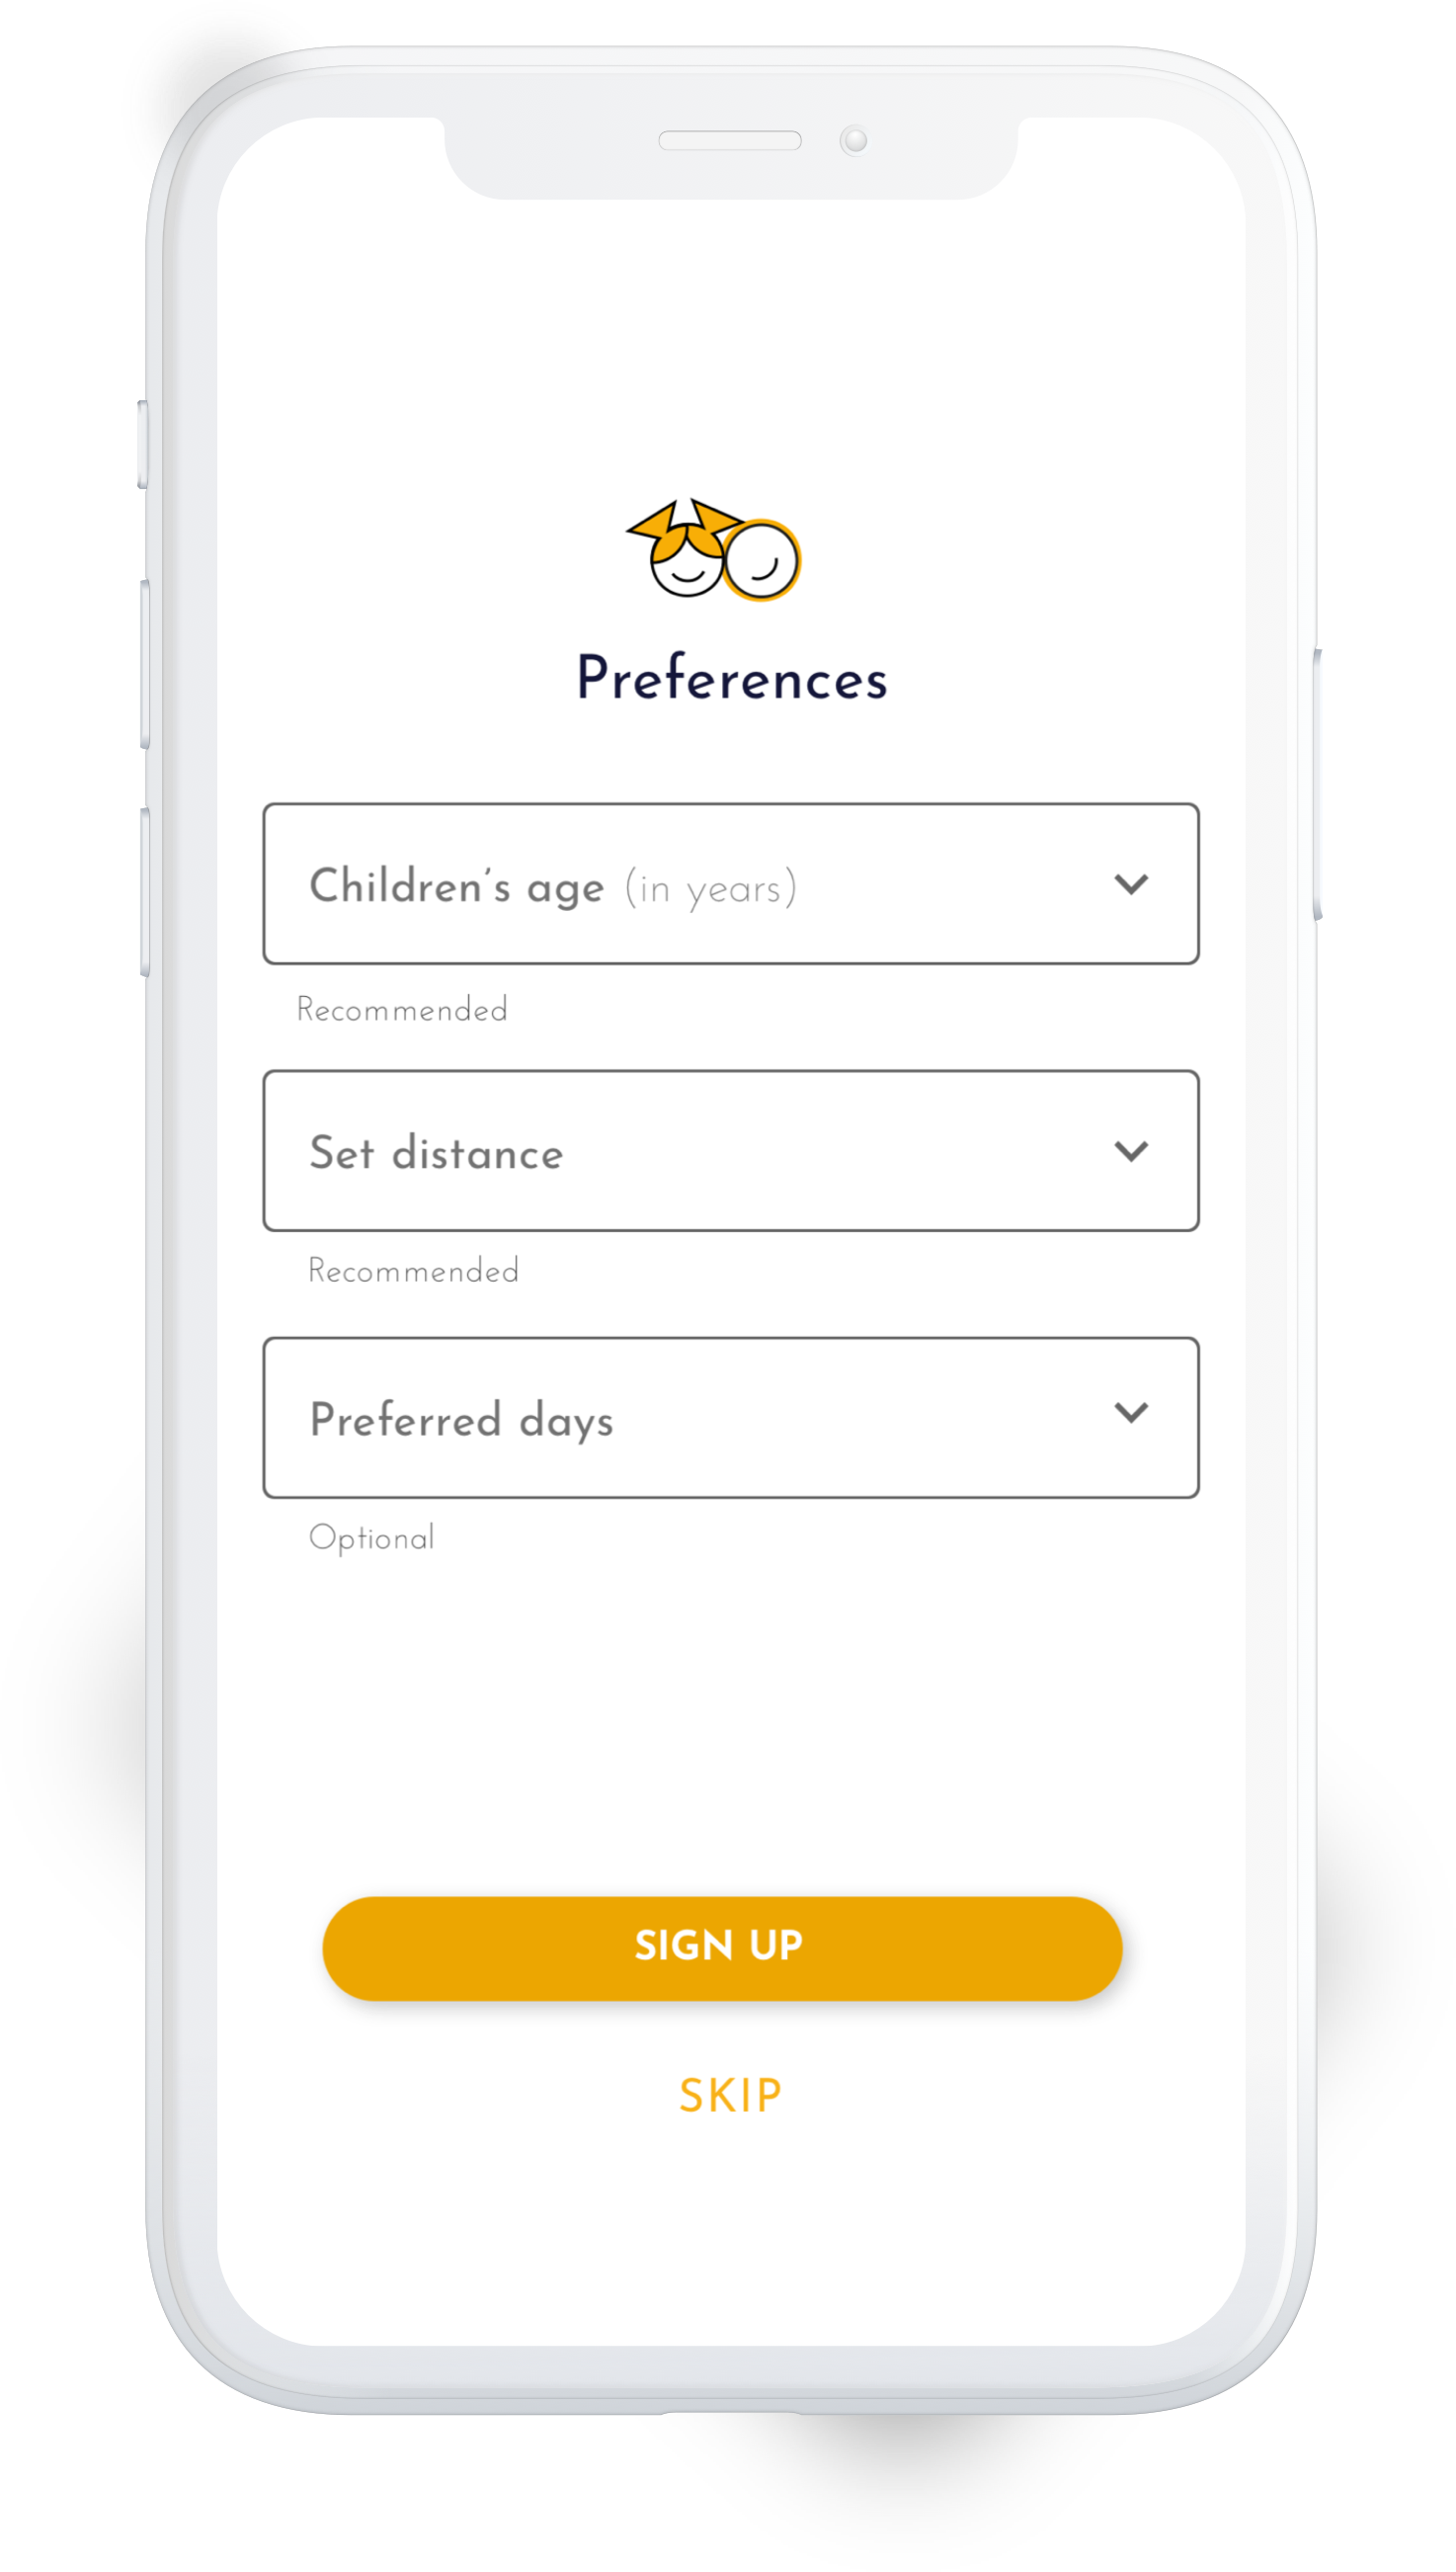 Preferences
Children’s age (in years)
Recommended
Set distance
Recommended
Preferred days
Optional
SIGN UP
SKIP